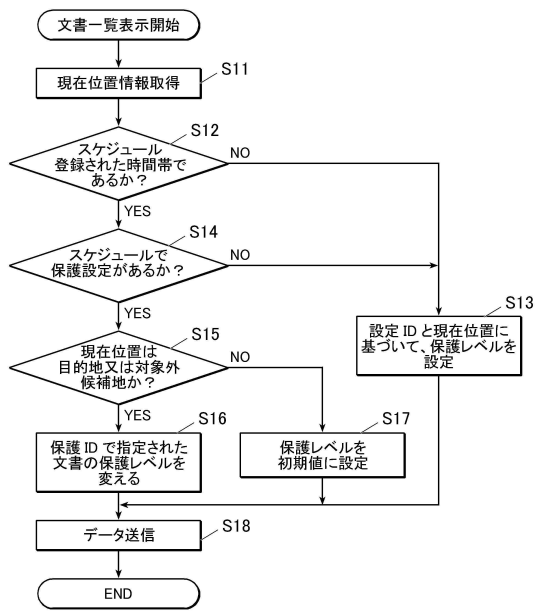 文書一覧表示開始
S11
現在位置情報取得
S12
スケジュール
登録された時間帯で
あるか？
NO
YES
S14
スケジュールで
保護設定があるか？
NO
YES
S13
設定 ID と現在位置に
基づいて、保護レベルを
設定
S15
現在位置は
目的地又は対象外
候補地か？
NO
YES
S16
保護 ID で指定された
文書の保護レベルを
変える
S17
保護レベルを
初期値に設定
S18
データ送信
END